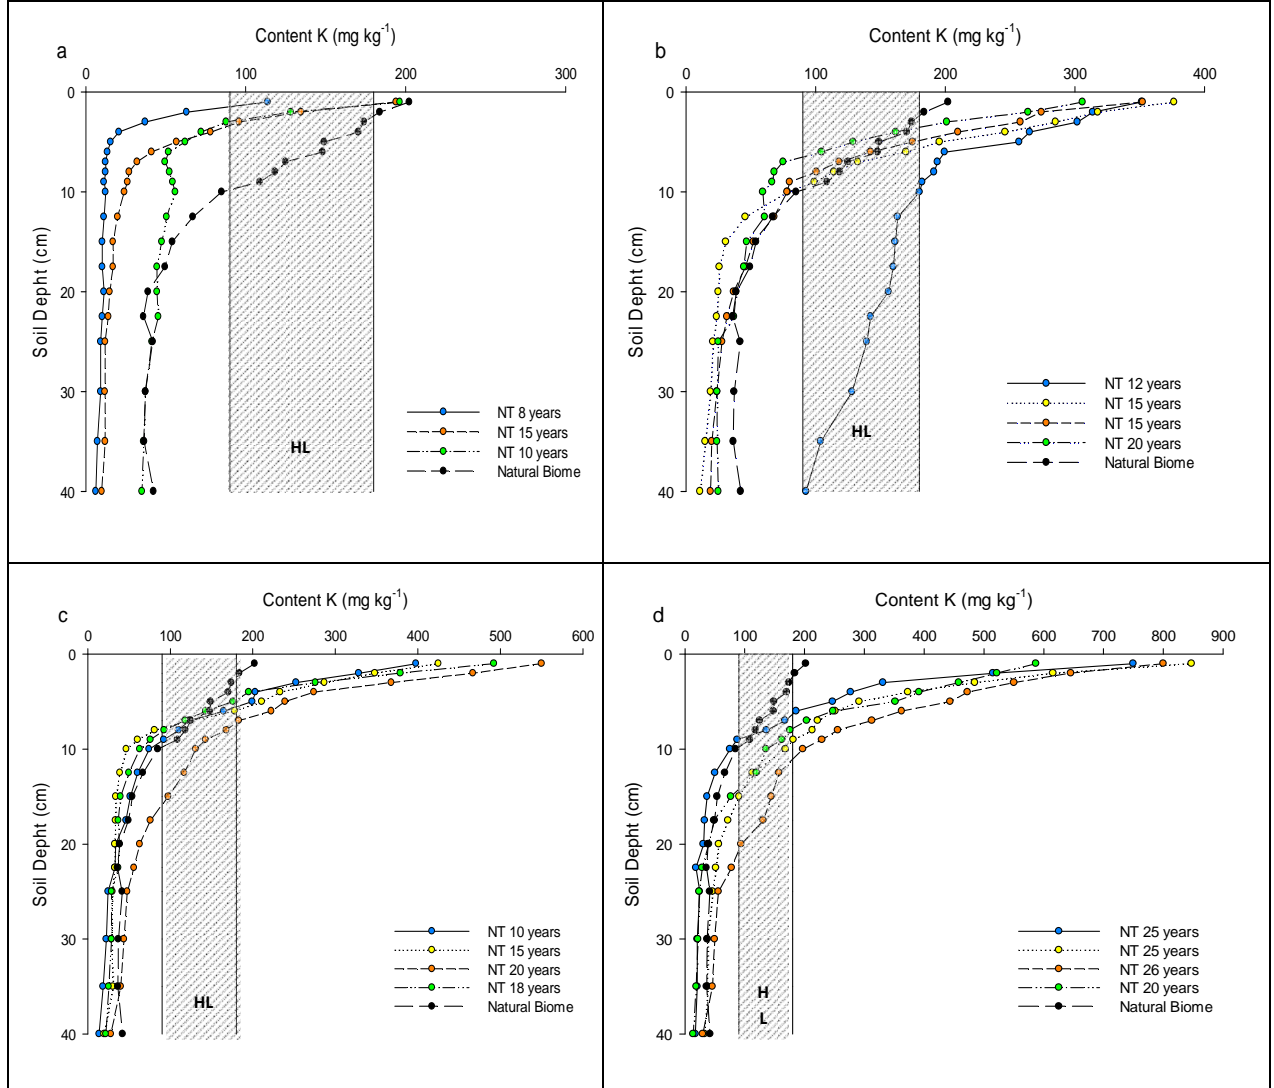 Content K (mg kg-1)
a
0 100 200 300
0
10
20
30
40
Soil Depht (cm)
HL
NT 8 years
NT 15 years
NT 10 years
Natural Biome
Content K (mg kg-1)
b
0 100 200 300 400
0
10
20
30
40
Soil Depht (cm)
HL
NT 12 years
NT 15 years
NT 15 years
NT 20 years
Natural Biome
Content K (mg kg-1)
c
0 100 200 300 400 500 600
0
10
20
30
40
Soil Depht (cm)
HL
NT 10 years
NT 15 years
NT 20 years
NT 18 years
Natural Biome
Content K (mg kg-1)
d
0 100 200 300 400 500 600 700 800 900
0
10
20
30
40
Soil Depht (cm)
H
L
NT 25 years
NT 25 years
NT 26 years
NT 20 years
Natural Biome